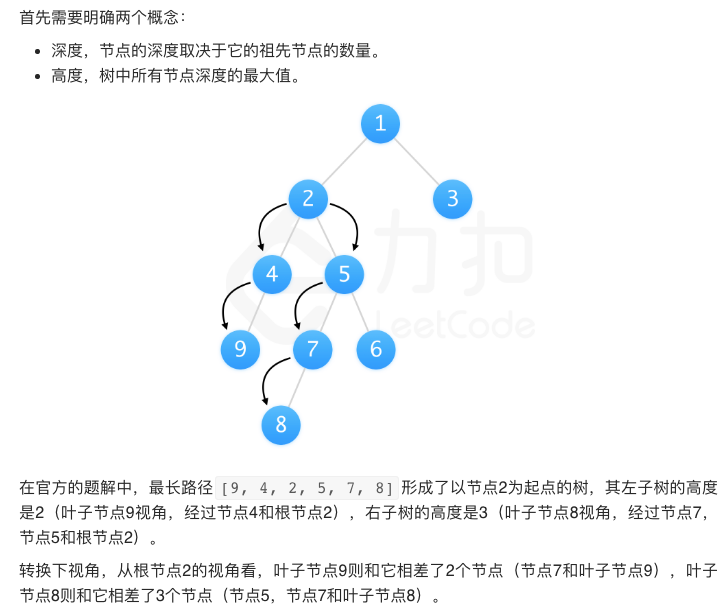 首先需要明确两个概念：
深度，节点的深度取决于它的祖先节点的数量。
高度，树中所有节点深度的最大值。
1
2
3
4
5
9
7
6
8
力扣
LeetCode
在官方的题解中，最长路径 [9, 4, 2, 5, 7, 8] 形成了以节点2为起点的树，其左子树的高度
是2（叶子节点9视角，经过节点4和根节点2），右子树的高度是3（叶子节点8视角，经过节点7，
节点5和根节点2）。
转换下视角，从根节点2的视角看，叶子节点9则和它相差了2个节点（节点7和叶子节点9），叶子
节点8则和它相差了3个节点（节点5，节点7和叶子节点8）。